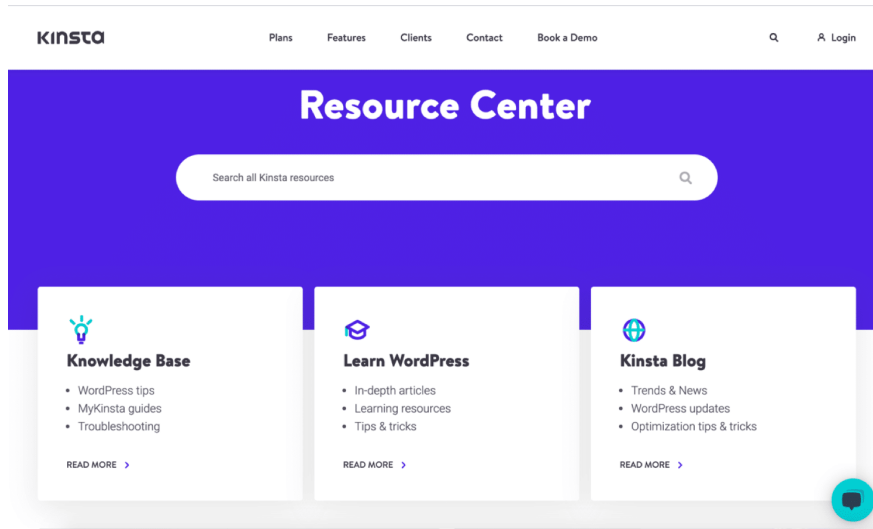 KINSTA
Plans Features Clients Contact Book a Demo Login
Resource Center
Search all Kinsta resources
Knowledge Base
WordPress tips
MyKinsta guides
Troubleshooting
READ MORE
Learn WordPress
In-depth articles
Learning resources
Tips & tricks
READ MORE
Kinsta Blog
Trends & News
WordPress updates
Optimization tips & tricks
READ MORE